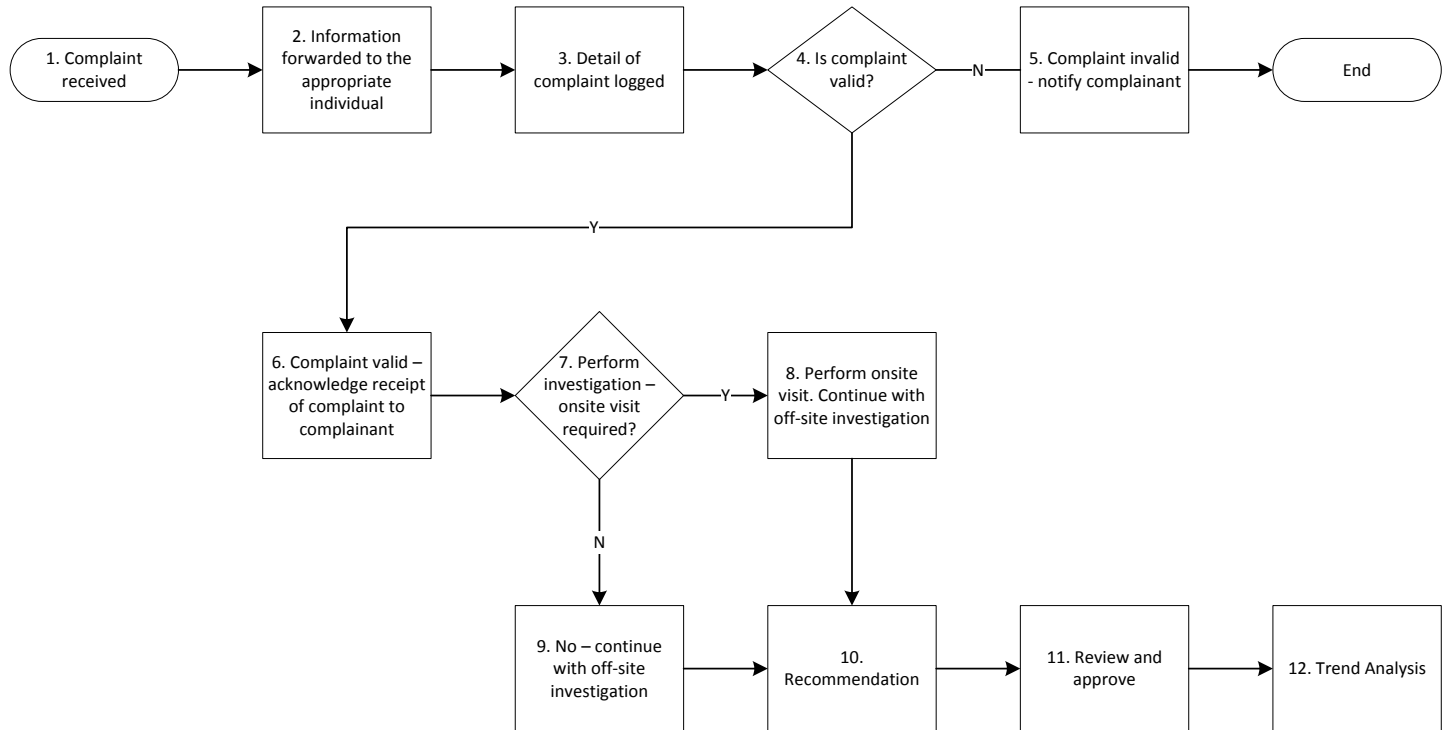 1. Complaint
received
2. Information
forwarded to the
appropriate
individual
3. Detail of
complaint logged
4. Is complaint
valid?
N
5. Complaint invalid
- notify complainant
End
Y
6. Complaint valid –
acknowledge receipt
of complaint to
complainant
7. Perform
investigation –
onsite visit
required?
Y
8. Perform onsite
visit. Continue with
off-site investigation
N
9. No – continue
with off-site
investigation
10.
Recommendation
11. Review and
approve
12. Trend Analysis